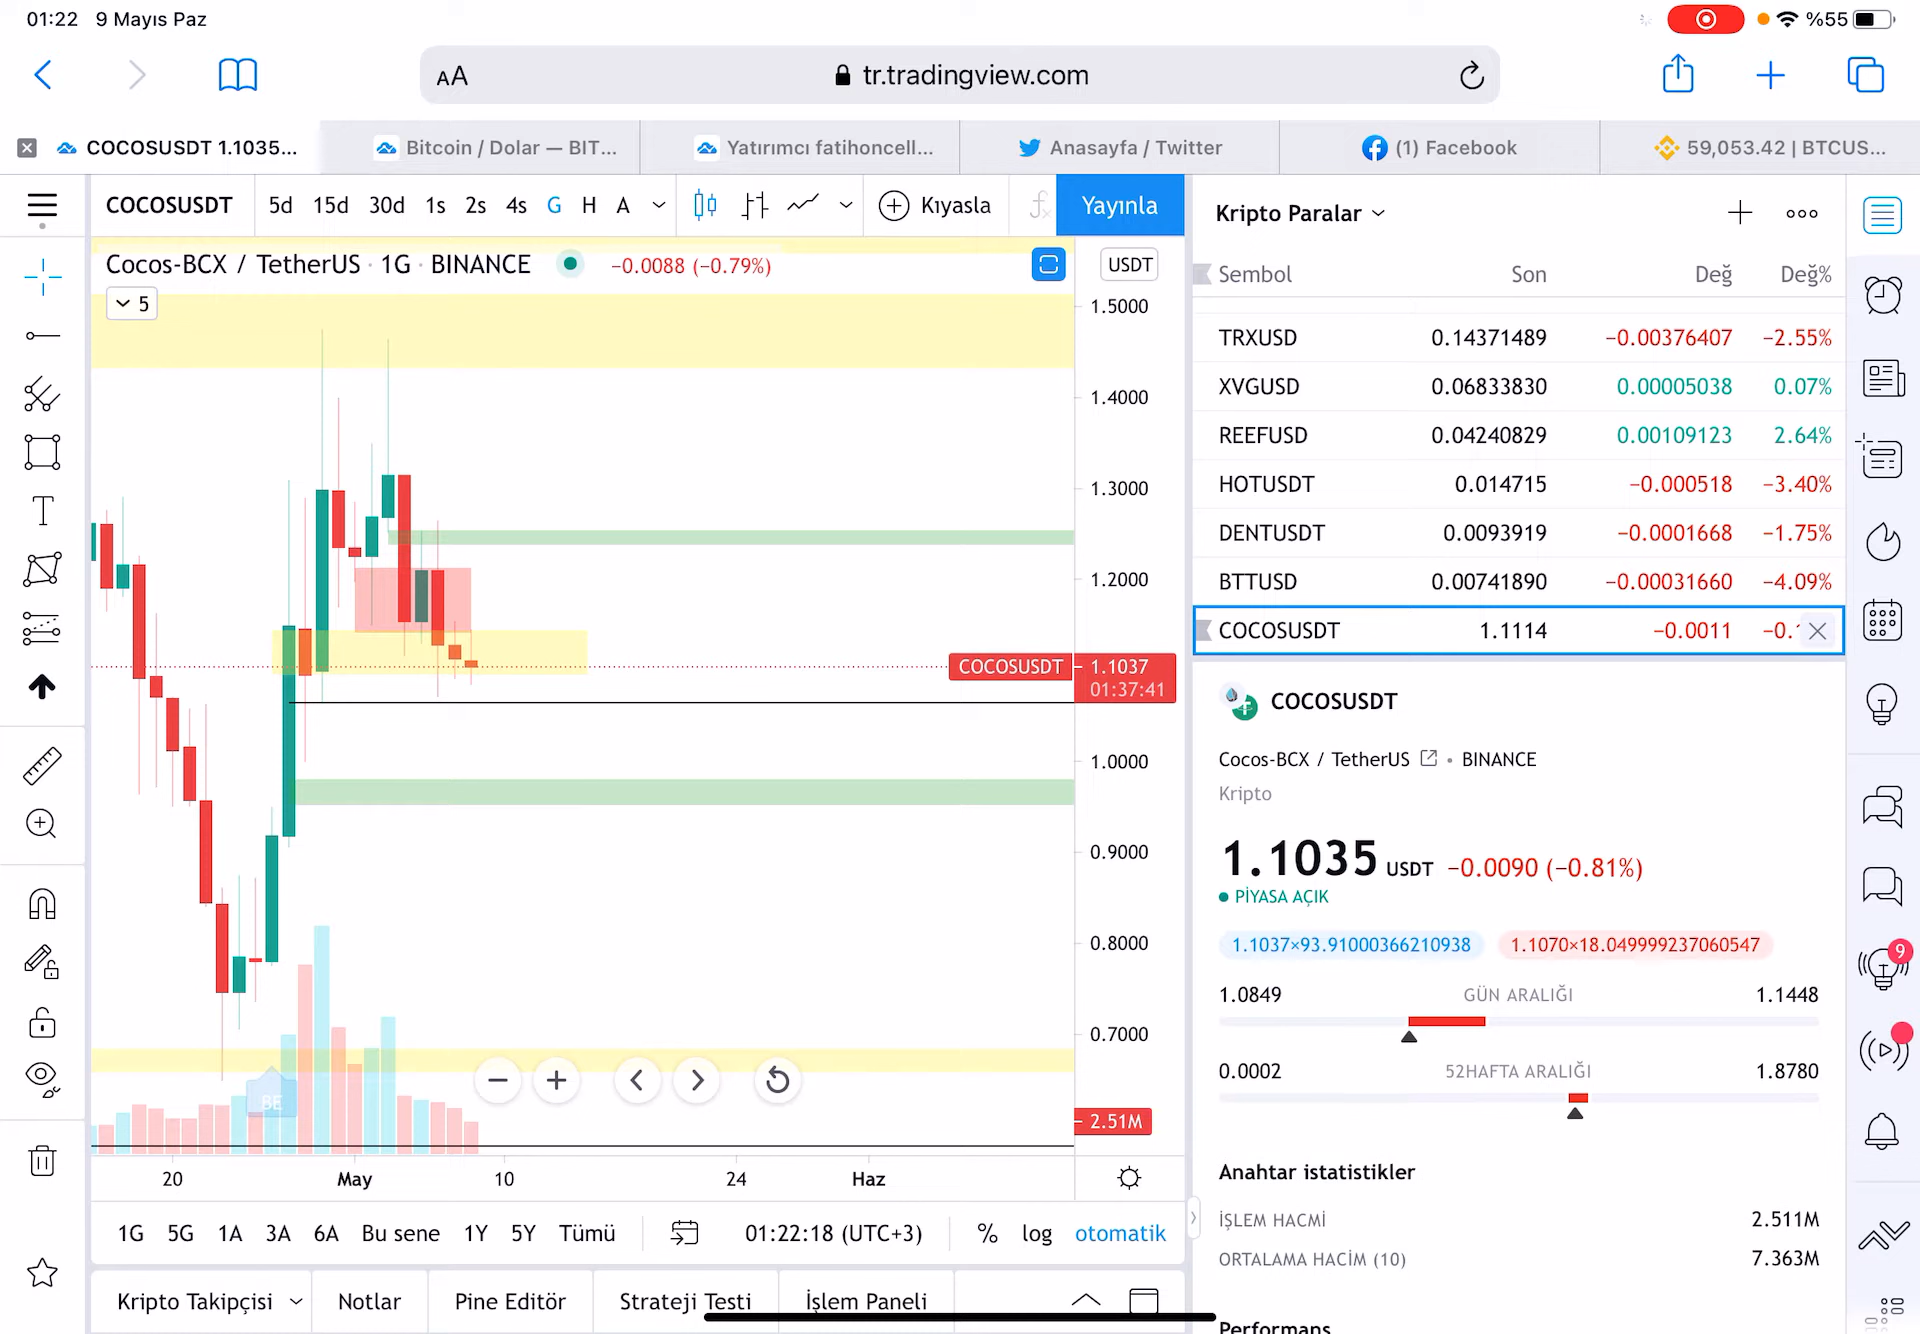 01:22 9 Mayıs Paz %55
AA tr.tradingview.com
COCOSUSDT 1.1035... Bitcoin / Dolar — BIT... Yatırımcı fatihoncell... Anasayfa / Twitter (1) Facebook 59,053.42 | BTCUS...
COCOSUSDT 5d 15d 30d 1s 2s 4s G H A Kıyasla Yayınla
Cocos-BCX / TetherUS · 1G · BINANCE −0.0088 (−0.79%) USDT
5
1.5000
1.4000
1.3000
1.2000
COCOSUSDT 1.1037
01:37:41
1.0000
0.9000
0.8000
0.7000
BE
2.51M
20 May 10 24 Haz
1G 5G 1A 3A 6A Bu sene 1Y 5Y Tümü 01:22:18 (UTC+3) % log otomatik
Kripto Takipçisi Notlar Pine Editör Strateji Testi İşlem Paneli
Kripto Paralar
Sembol Son Değ Değ%
TRXUSD 0.14371489 −0.00376407 −2.55%
XVGUSD 0.06833830 0.00005038 0.07%
REEFUSD 0.04240829 0.00109123 2.64%
HOTUSDT 0.014715 −0.000518 −3.40%
DENTUSDT 0.0093919 −0.0001668 −1.75%
BTTUSD 0.00741890 −0.00031660 −4.09%
COCOSUSDT 1.1114 −0.0011
COCOSUSDT
Cocos-BCX / TetherUS • BINANCE
Kripto
1.1035 USDT −0.0090 (−0.81%)
PİYASA AÇIK
1.1037×93.91000366210938 1.1070×18.049999237060547
1.0849 GÜN ARALIĞI 1.1448
0.0002 52HAFTA ARALIĞI 1.8780
Anahtar istatistikler
İŞLEM HACMİ 2.511M
ORTALAMA HACİM (10) 7.363M
Performans
9